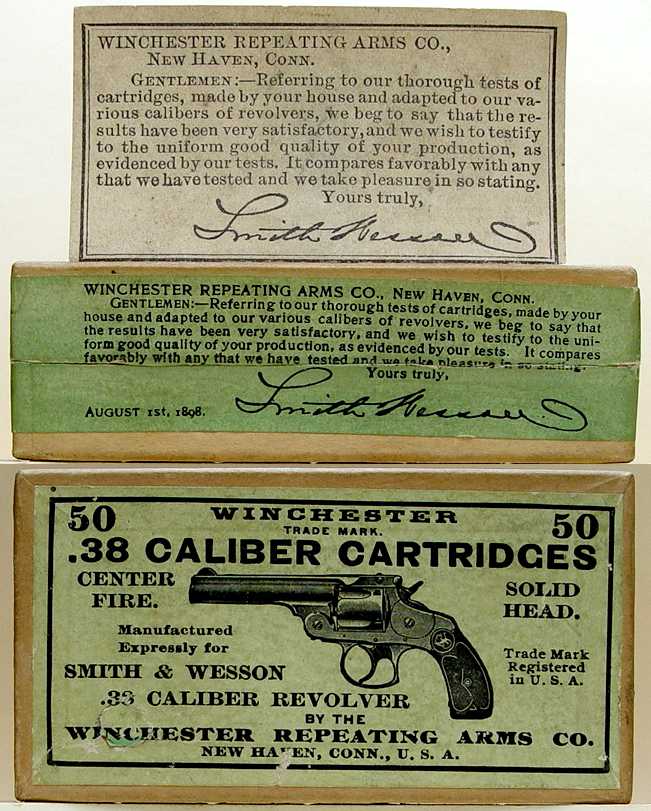 WINCHESTER REPEATING ARMS CO.,
NEW HAVEN, CONN.
GENTLEMEN:—Referring to our thorough tests of
cartridges, made by your house and adapted to our va-
rious calibers of revolvers, we beg to say that the re-
sults have been very satisfactory, and we wish to testify
to the uniform good quality of your production, as
evidenced by our tests. It compares favorably with any
that we have tested and we take pleasure in so stating.
Yours truly,
Smith Wesson
WINCHESTER REPEATING ARMS CO., NEW HAVEN, CONN.
GENTLEMEN:—Referring to our thorough tests of cartridges, made by your
house and adapted to our various calibers of revolvers, we beg to say that
the results have been very satisfactory, and we wish to testify to the uni-
form good quality of your production, as evidenced by our tests. It compares
favorably with any that we have tested and we take pleasure in so stating.
Yours truly,
AUGUST 1ST, 1898. Smith Wesson
50 WINCHESTER 50
TRADE MARK.
.38 CALIBER CARTRIDGES
CENTER FIRE.
SOLID HEAD.
Manufactured
Expressly for
SMITH & WESSON
Trade Mark
Registered
in U. S. A.
.38 CALIBER REVOLVER
BY THE
WINCHESTER REPEATING ARMS CO.
NEW HAVEN, CONN., U. S. A.